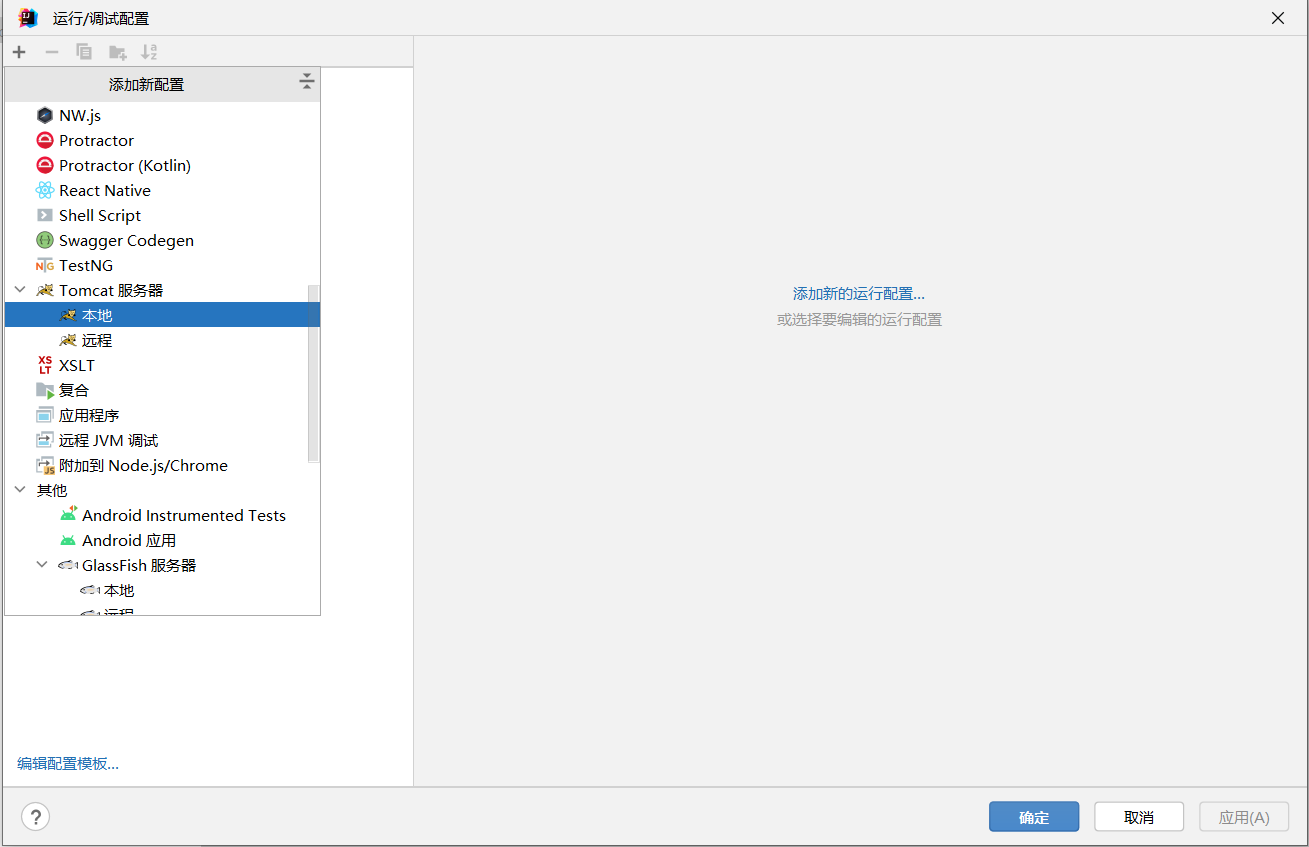 运行/调试配置
添加新配置
NW.js
Protractor
Protractor (Kotlin)
React Native
Shell Script
Swagger Codegen
TestNG
Tomcat 服务器
本地
远程
XSLT
复合
应用程序
远程 JVM 调试
附加到 Node.js/Chrome
其他
Android Instrumented Tests
Android 应用
GlassFish 服务器
本地
远程
添加新的运行配置...
或选择要编辑的运行配置
编辑配置模板...
?
确定
取消
应用(A)